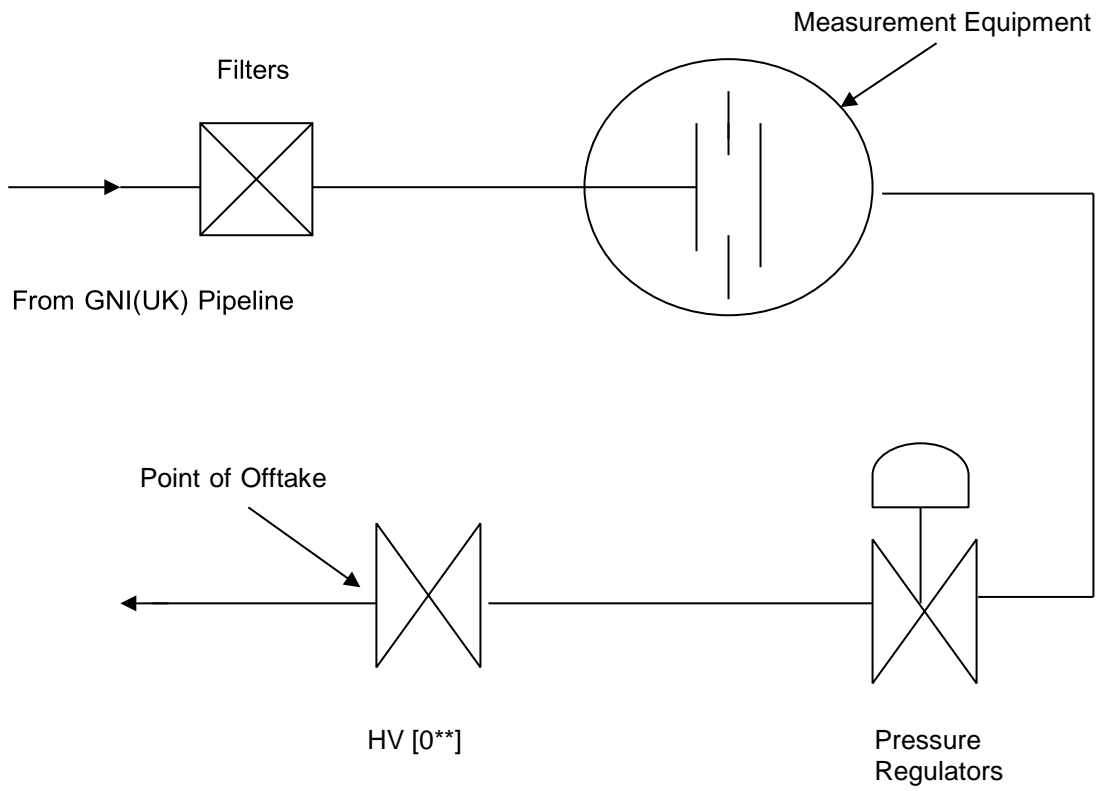 Measurement Equipment
Filters
From GNI(UK) Pipeline
Point of Offtake
HV [0**]
Pressure
Regulators